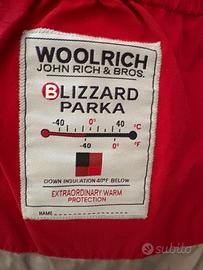 WOOLRICH
JOHN RICH & BROS.
BLIZZARD
PARKA
-40 0° -40 °C
-40 0° °F
DOWN INSULATION 40°F BELOW
EXTRAORDINARY WARM
PROTECTION
NAME
subito